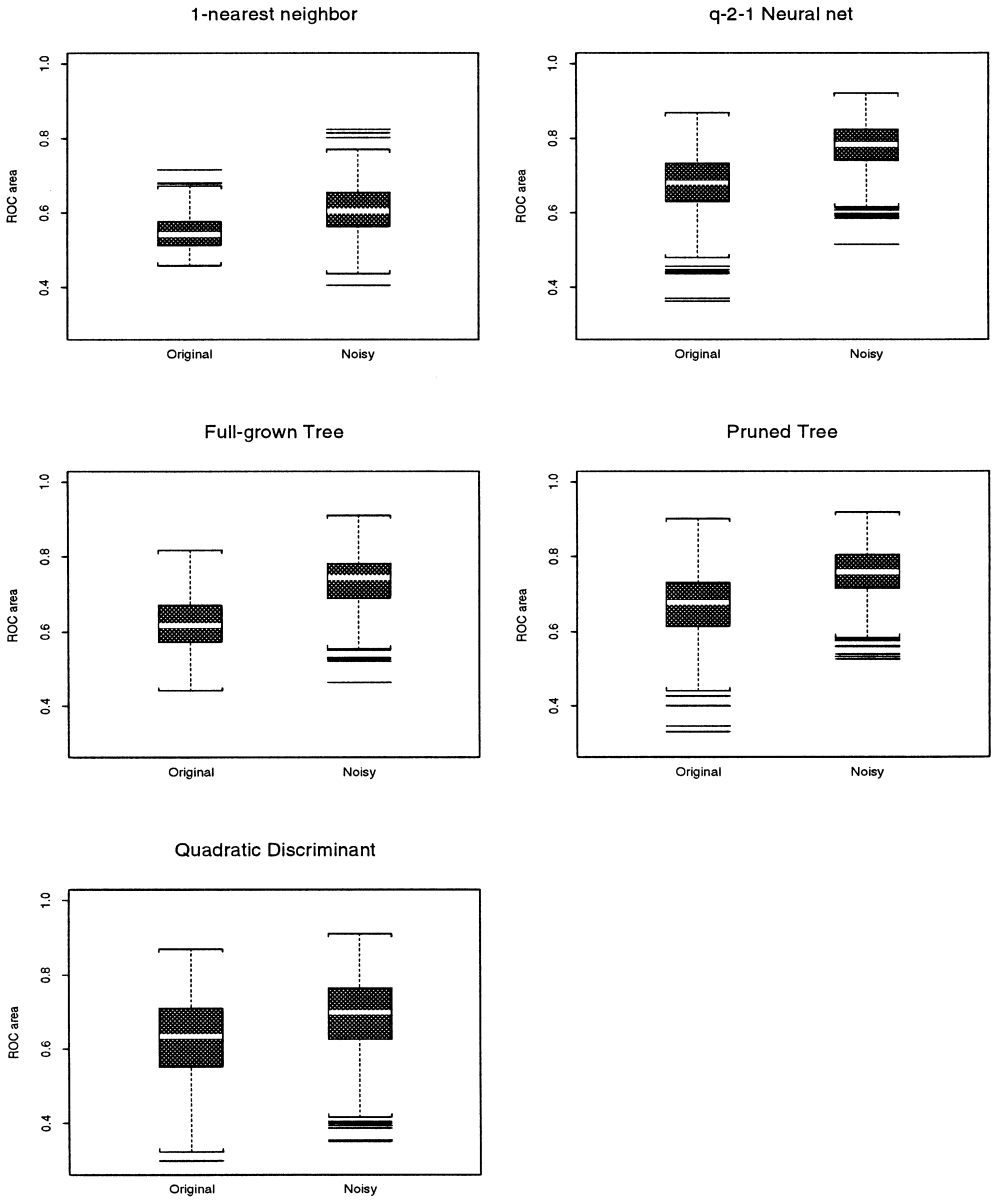 1-nearest neighbor
ROC area
1.0
0.8
0.6
0.4
Original Noisy
q-2-1 Neural net
ROC area
1.0
0.8
0.6
0.4
Original Noisy
Full-grown Tree
ROC area
1.0
0.8
0.6
0.4
Original Noisy
Pruned Tree
ROC area
1.0
0.8
0.6
0.4
Original Noisy
Quadratic Discriminant
ROC area
1.0
0.8
0.6
0.4
Original Noisy